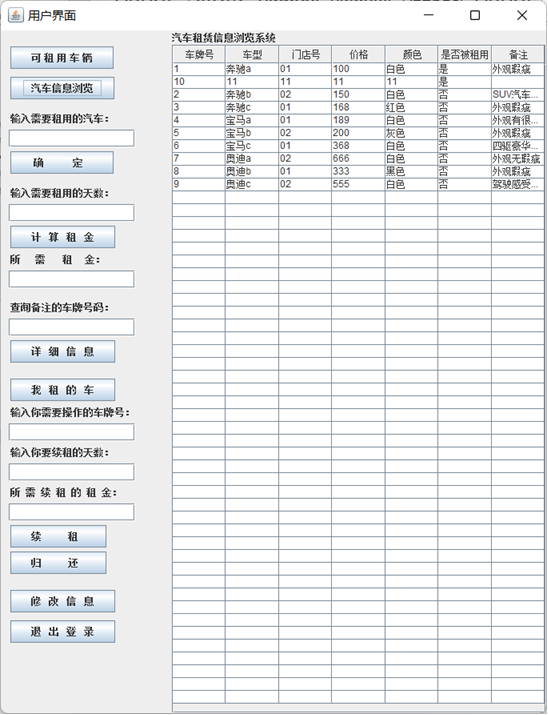 用户界面
汽车租赁信息浏览系统
可租用车辆
汽车信息浏览
输入需要租用的汽车:
确 定
输入需要租用的天数:
计 算 租 金
所 需 租 金:
查询备注的车牌号码:
详 细 信 息
我 租 的 车
输入你需要操作的车牌号:
输入你要续租的天数:
所 需 续 租 的 租 金:
续 租
归 还
修 改 信 息
退 出 登 录
车牌号 车型 门店号 价格 颜色 是否被租用 备注
1 奔驰a 01 100 白色 是 外观瑕疵
10 11 11 11 11 是
2 奔驰b 02 150 白色 否 SUV汽车...
3 奔驰c 01 168 红色 否 外观瑕疵
4 宝马a 01 189 白色 否 外观有很...
5 宝马b 02 200 灰色 否 外观瑕疵
6 宝马c 01 368 白色 否 四驱豪华...
7 奥迪a 02 666 白色 否 外观无瑕疵
8 奥迪b 01 333 黑色 否 外观瑕疵
9 奥迪c 02 555 白色 否 驾驶感受...